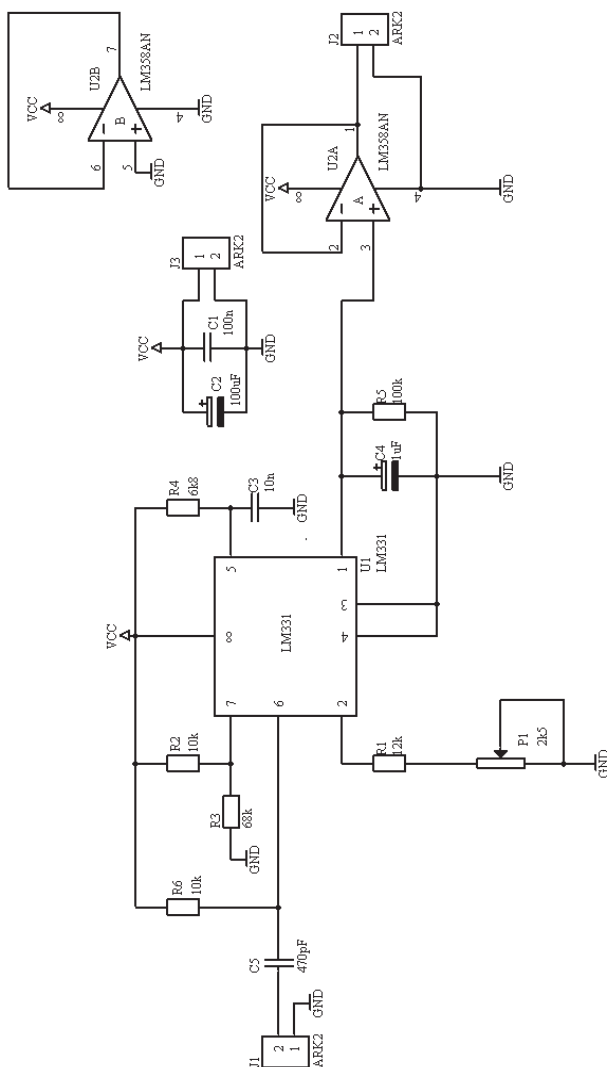 J1
2
1
ARK2
GND
C5
470pF
R6
10k
GND
R3
68k
R2
10k
VCC
R4
6k8
C3
10n
GND
7
8
5
6
LM331
2
4
3
1
U1
LM331
R1
12k
P1
2k5
GND
C4
1uF
R5
100k
GND
VCC
C2
100uF
C1
100n
GND
J3
1
2
ARK2
VCC
8
U2A
2
3
A
1
4
LM358AN
GND
J2
1
2
ARK2
VCC
8
U2B
6
5
B
7
4
LM358AN
GND
GND